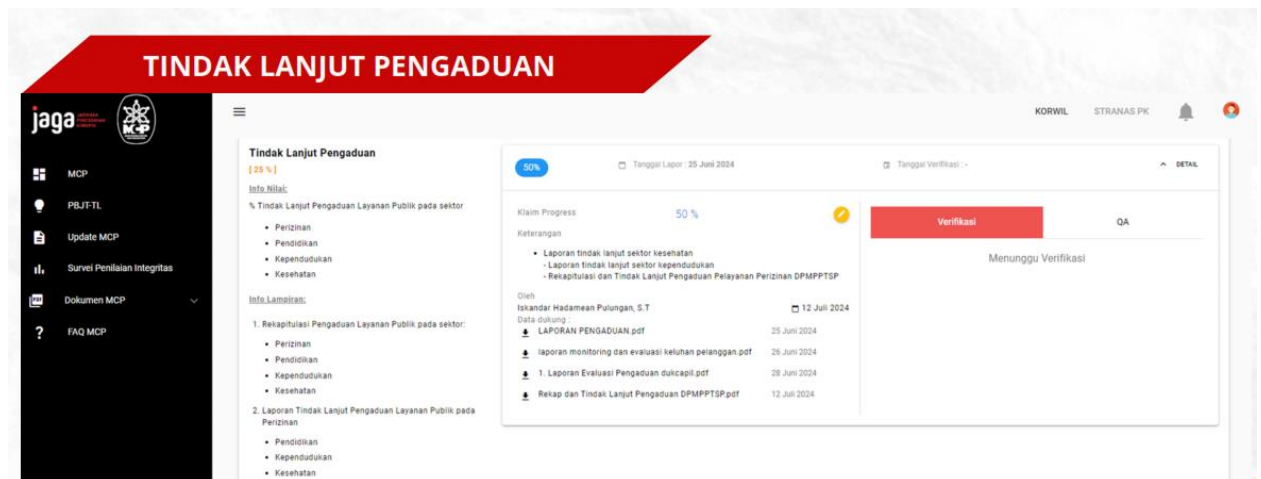 TINDAK LANJUT PENGADUAN
jaga
MCP
KORWIL STRANAS PK
MCP
PBJT-TL
Update MCP
Survei Penilaian Integritas
Dokumen MCP
FAQ MCP
Tindak Lanjut Pengaduan
[ 25 % ]
Info Nilai:
% Tindak Lanjut Pengaduan Layanan Publik pada sektor
• Perizinan
• Pendidikan
• Kependudukan
• Kesehatan
Info Lampiran:
1. Rekapitulasi Pengaduan Layanan Publik pada sektor:
• Perizinan
• Pendidikan
• Kependudukan
• Kesehatan
2. Laporan Tindak Lanjut Pengaduan Layanan Publik pada
Perizinan
• Pendidikan
• Kependudukan
• Kesehatan
50% Tanggal Lapor : 25 Juni 2024 Tanggal Verifikasi : - DETAIL
Klaim Progress 50 %
Keterangan
• Laporan tindak lanjut sektor kesehatan
- Laporan tindak lanjut sektor kependudukan
- Rekapitulasi dan Tindak Lanjut Pengaduan Pelayanan Perizinan DPMPPTSP
Oleh
Iskandar Hadamean Pulungan, S.T 12 Juli 2024
Data dukung :
LAPORAN PENGADUAN.pdf 25 Juni 2024
laporan monitoring dan evaluasi keluhan pelanggan.pdf 26 Juni 2024
1. Laporan Evaluasi Pengaduan dukcapil.pdf 28 Juni 2024
Rekap dan Tindak Lanjut Pengaduan DPMPPTSP.pdf 12 Juli 2024
Verifikasi QA
Menunggu Verifikasi